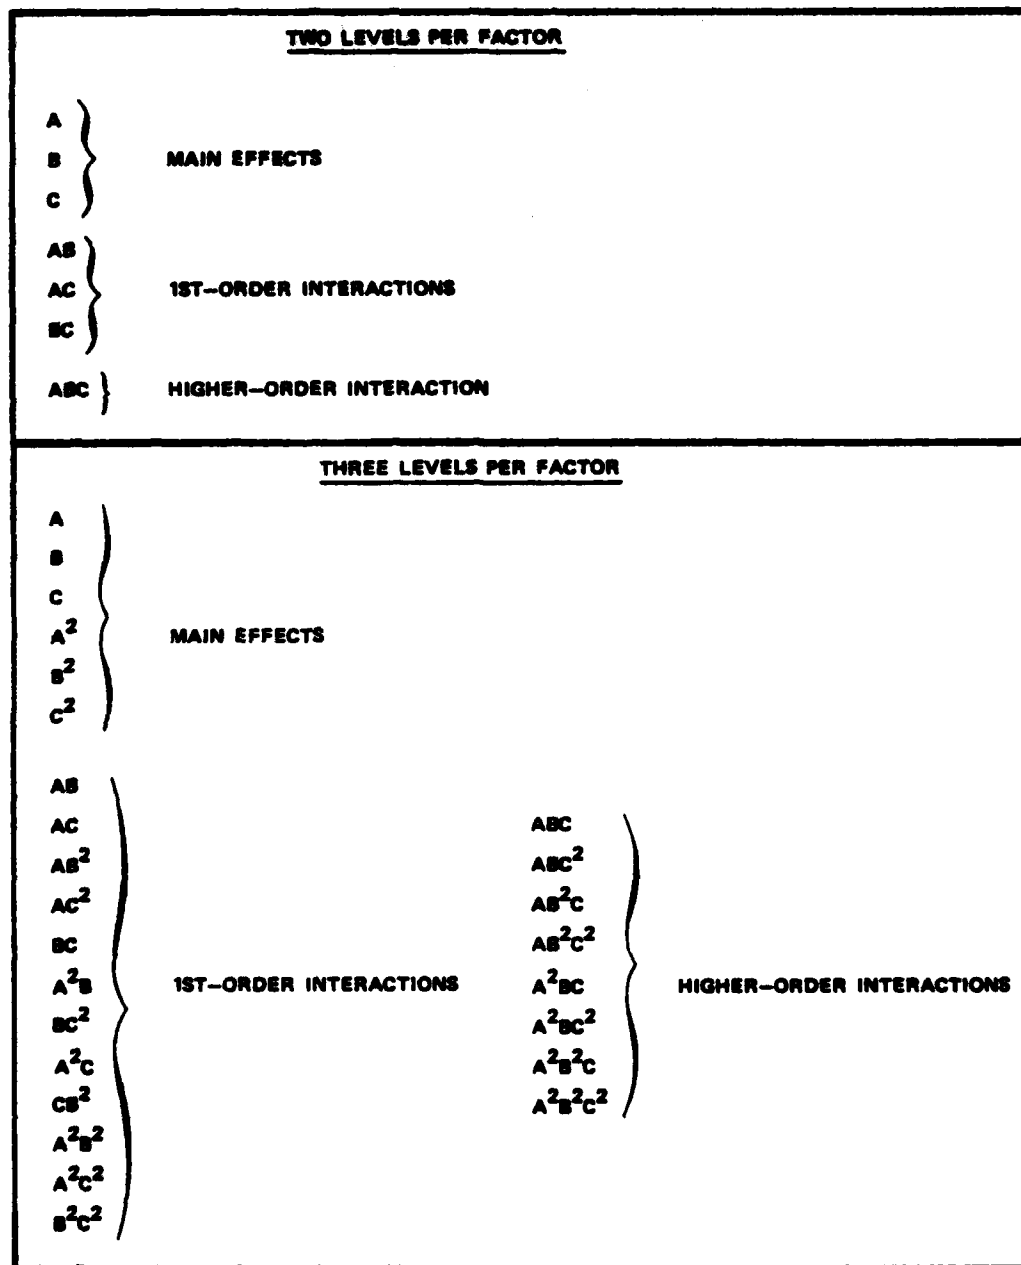 TWO LEVELS PER FACTOR
A
B
C
MAIN EFFECTS
AB
AC
BC
1ST-ORDER INTERACTIONS
ABC
HIGHER-ORDER INTERACTION
THREE LEVELS PER FACTOR
A
B
C
A²
B²
C²
MAIN EFFECTS
AB
AC
AB²
AC²
BC
A²B
BC²
A²C
CB²
A²B²
A²C²
B²C²
1ST-ORDER INTERACTIONS
ABC
ABC²
AB²C
AB²C²
A²BC
A²BC²
A²B²C
A²B²C²
HIGHER-ORDER INTERACTIONS